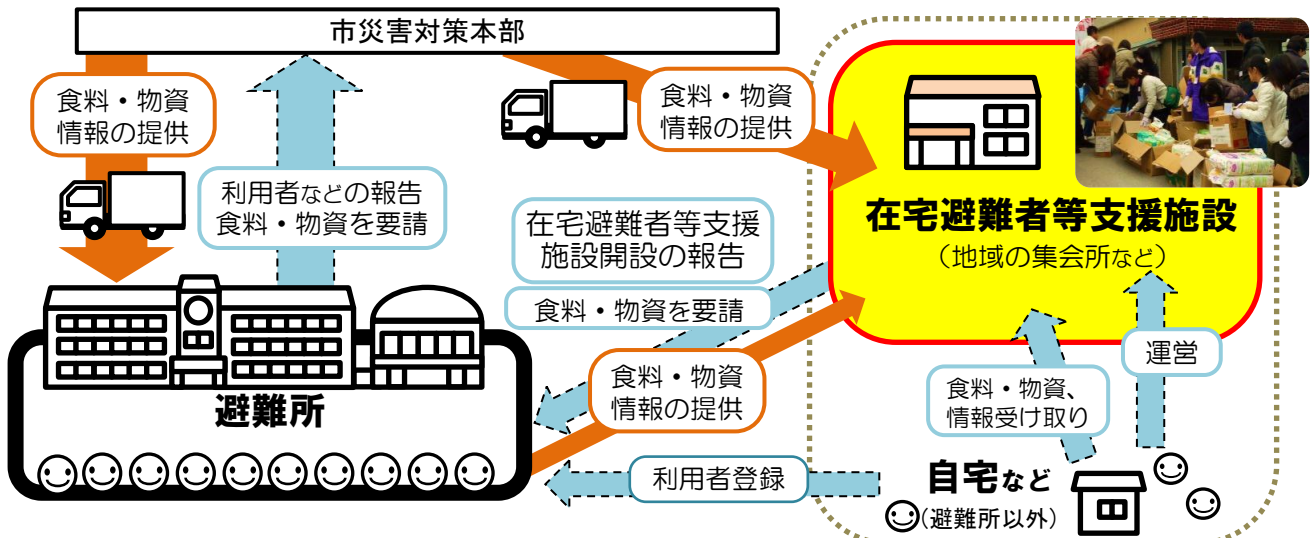 市災害対策本部
食料・物資
情報の提供
利用者などの報告
食料・物資を要請
食料・物資
情報の提供
在宅避難者等支援施設
（地域の集会所など）
在宅避難者等支援
施設開設の報告
食料・物資を要請
食料・物資
情報の提供
運営
食料・物資、
情報受け取り
避難所
利用者登録
自宅など
（避難所以外）